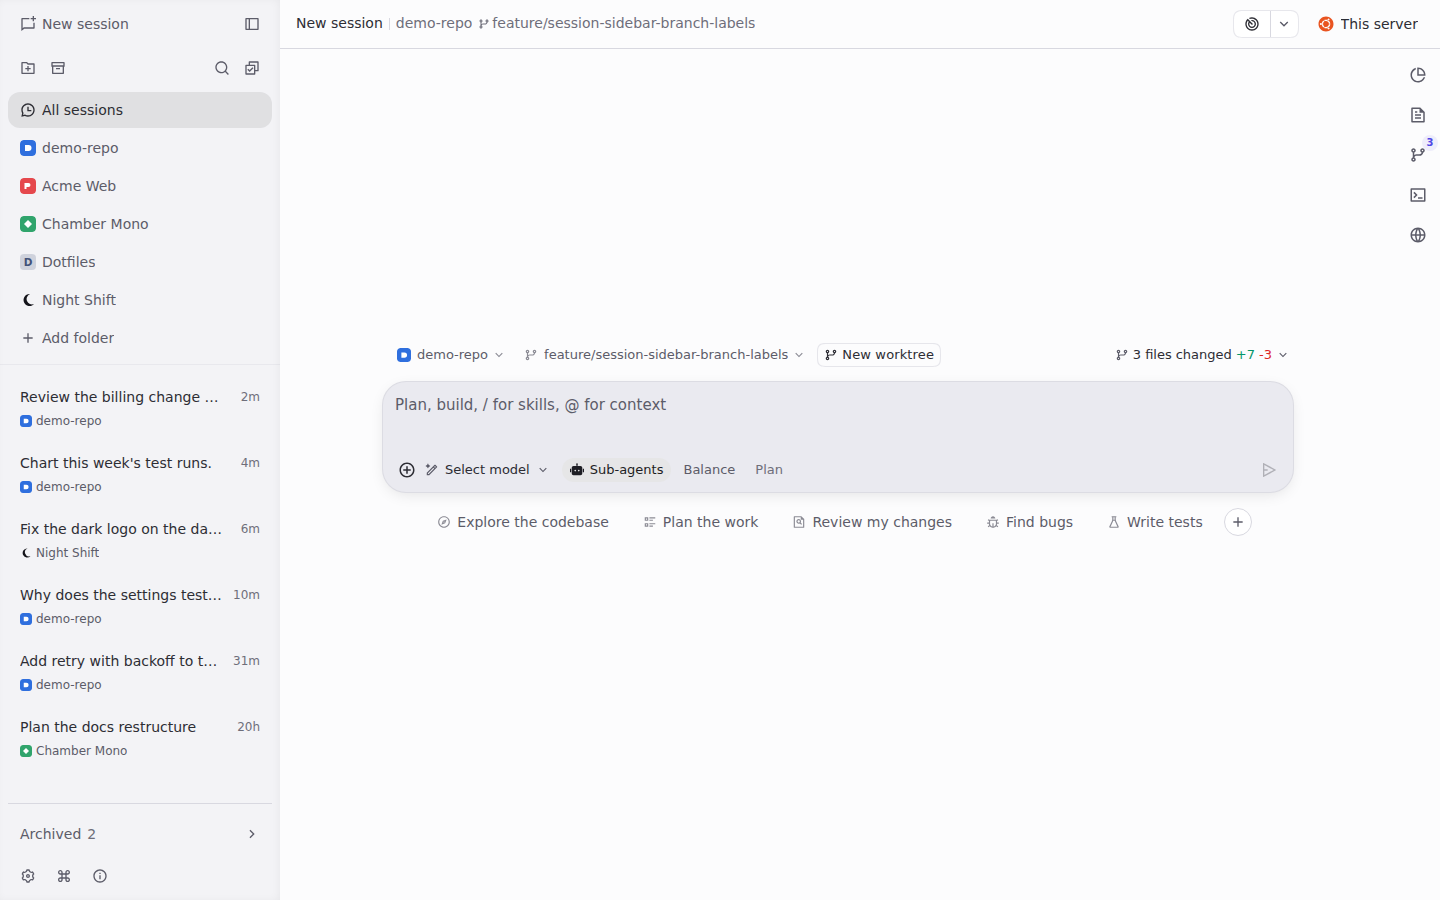 New session
All sessions
demo-repo
Acme Web
Chamber Mono
D Dotfiles
Night Shift
Add folder
Review the billing change ... 2m
demo-repo
Chart this week's test runs. 4m
demo-repo
Fix the dark logo on the da... 6m
Night Shift
Why does the settings test... 10m
demo-repo
Add retry with backoff to t... 31m
demo-repo
Plan the docs restructure 20h
Chamber Mono
Archived 2
New session demo-repo feature/session-sidebar-branch-labels
This server
3
demo-repo feature/session-sidebar-branch-labels New worktree 3 files changed +7 -3
Plan, build, / for skills, @ for context
Select model Sub-agents Balance Plan
Explore the codebase Plan the work Review my changes Find bugs Write tests